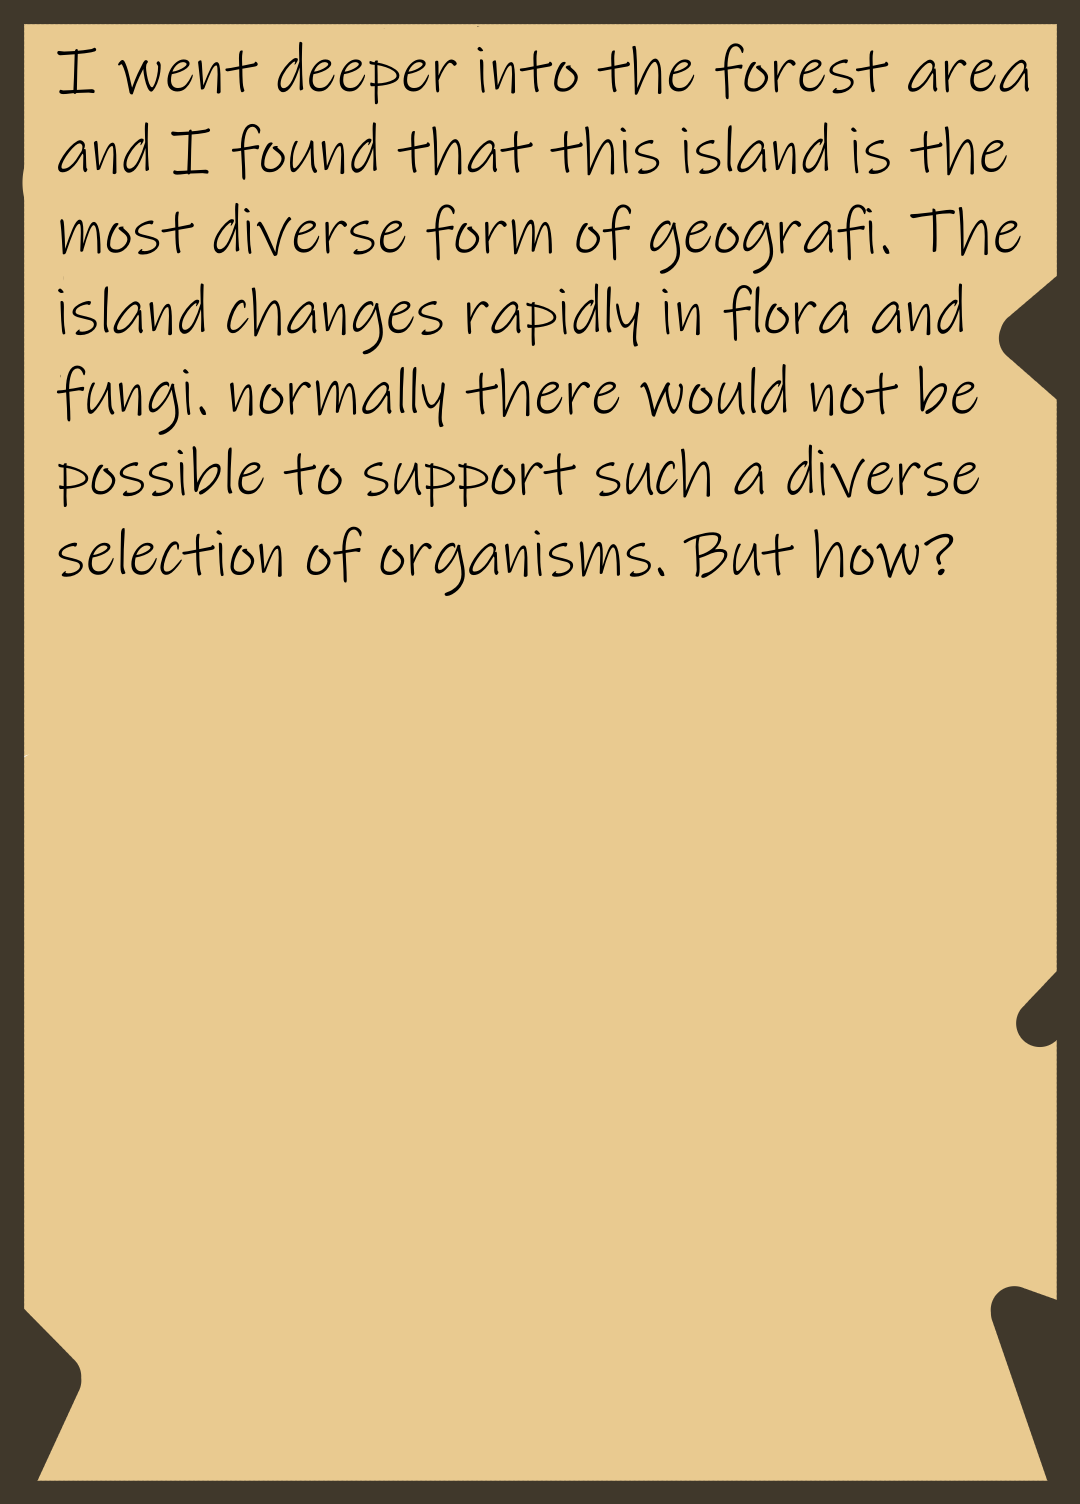 I went deeper into the forest area
and I found that this island is the
most diverse form of geografi. The
island changes rapidly in flora and
fungi. normally there would not be
possible to support such a diverse
selection of organisms. But how?